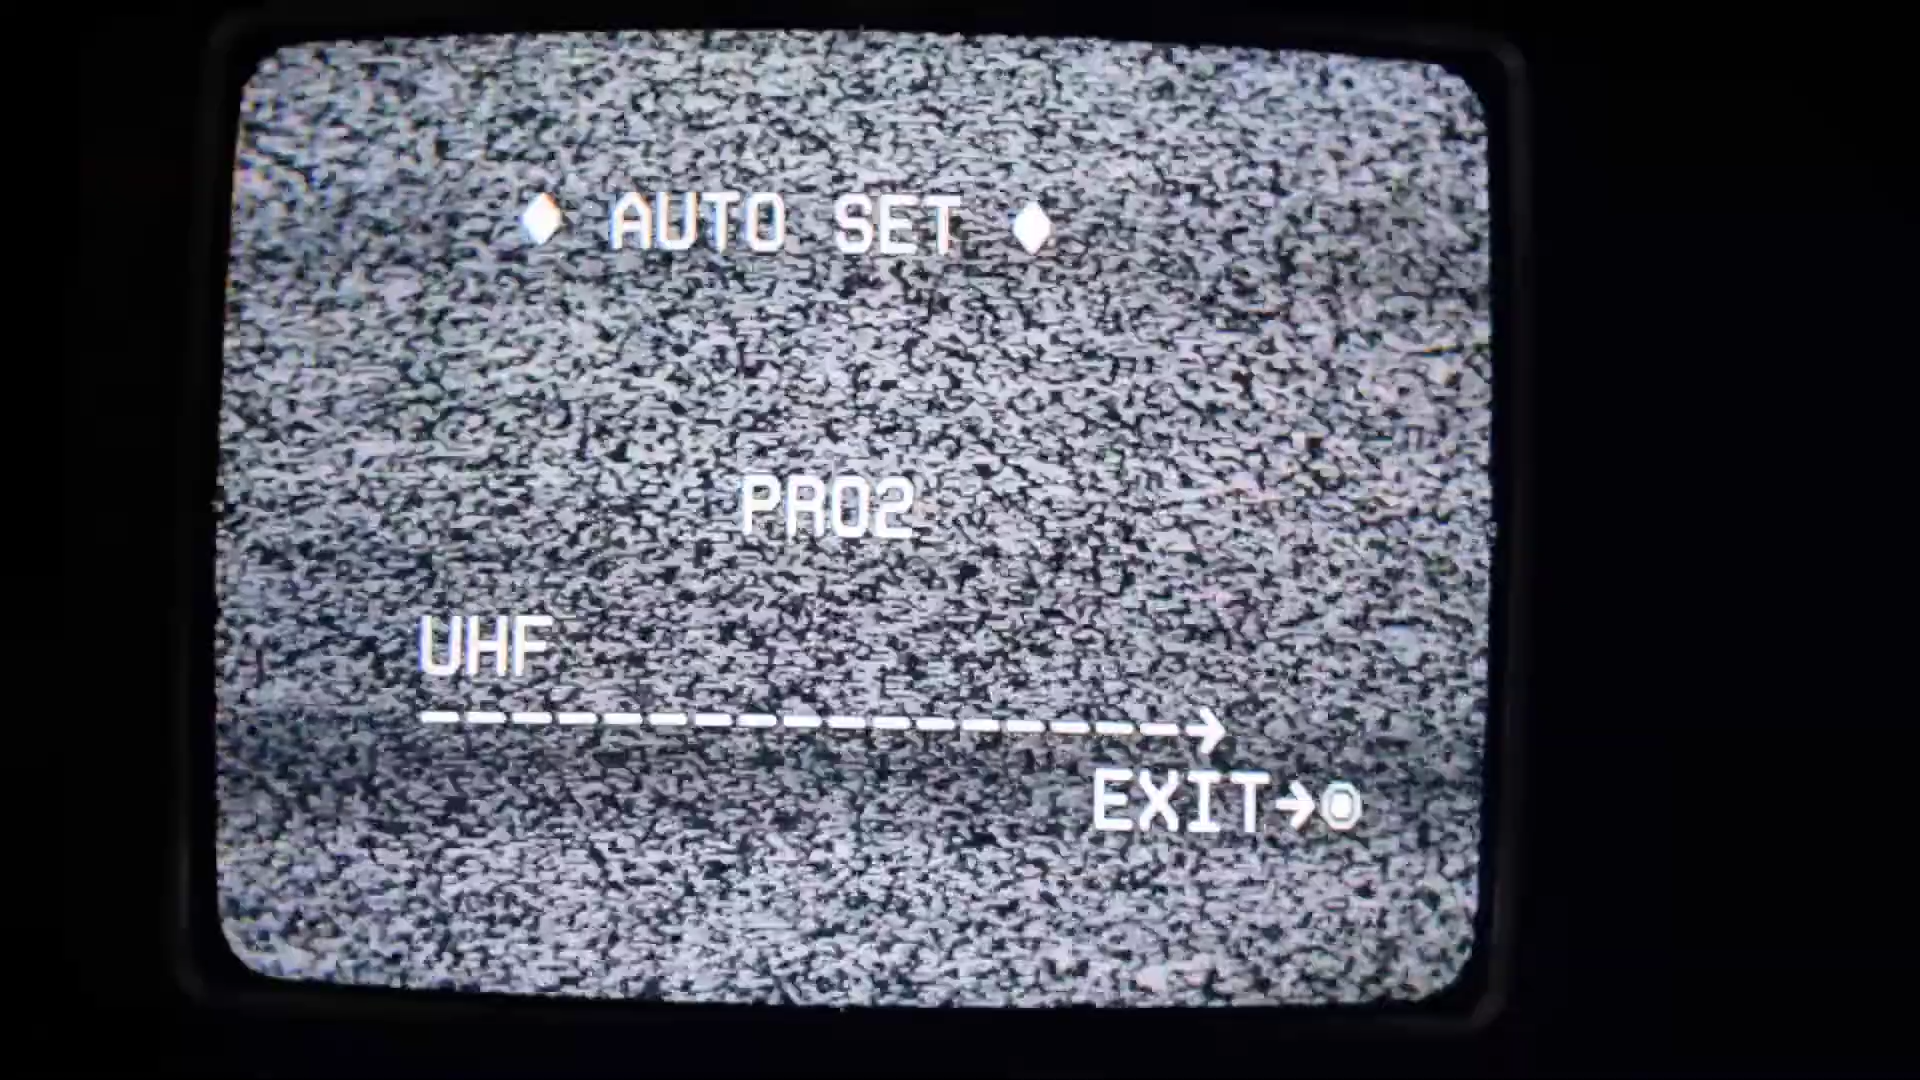 ♦ AUTO SET ♦
PR02
UHF
EXIT→